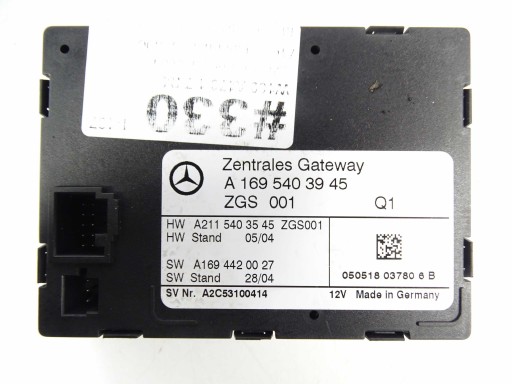 #330
Zentrales Gateway
A 169 540 39 45
ZGS 001 Q1
HW A211 540 35 45 ZGS001
HW Stand 05/04
SW A169 442 00 27
SW Stand 28/04
050518 03780 6 B
SV Nr. A2C53100414 12V Made in Germany